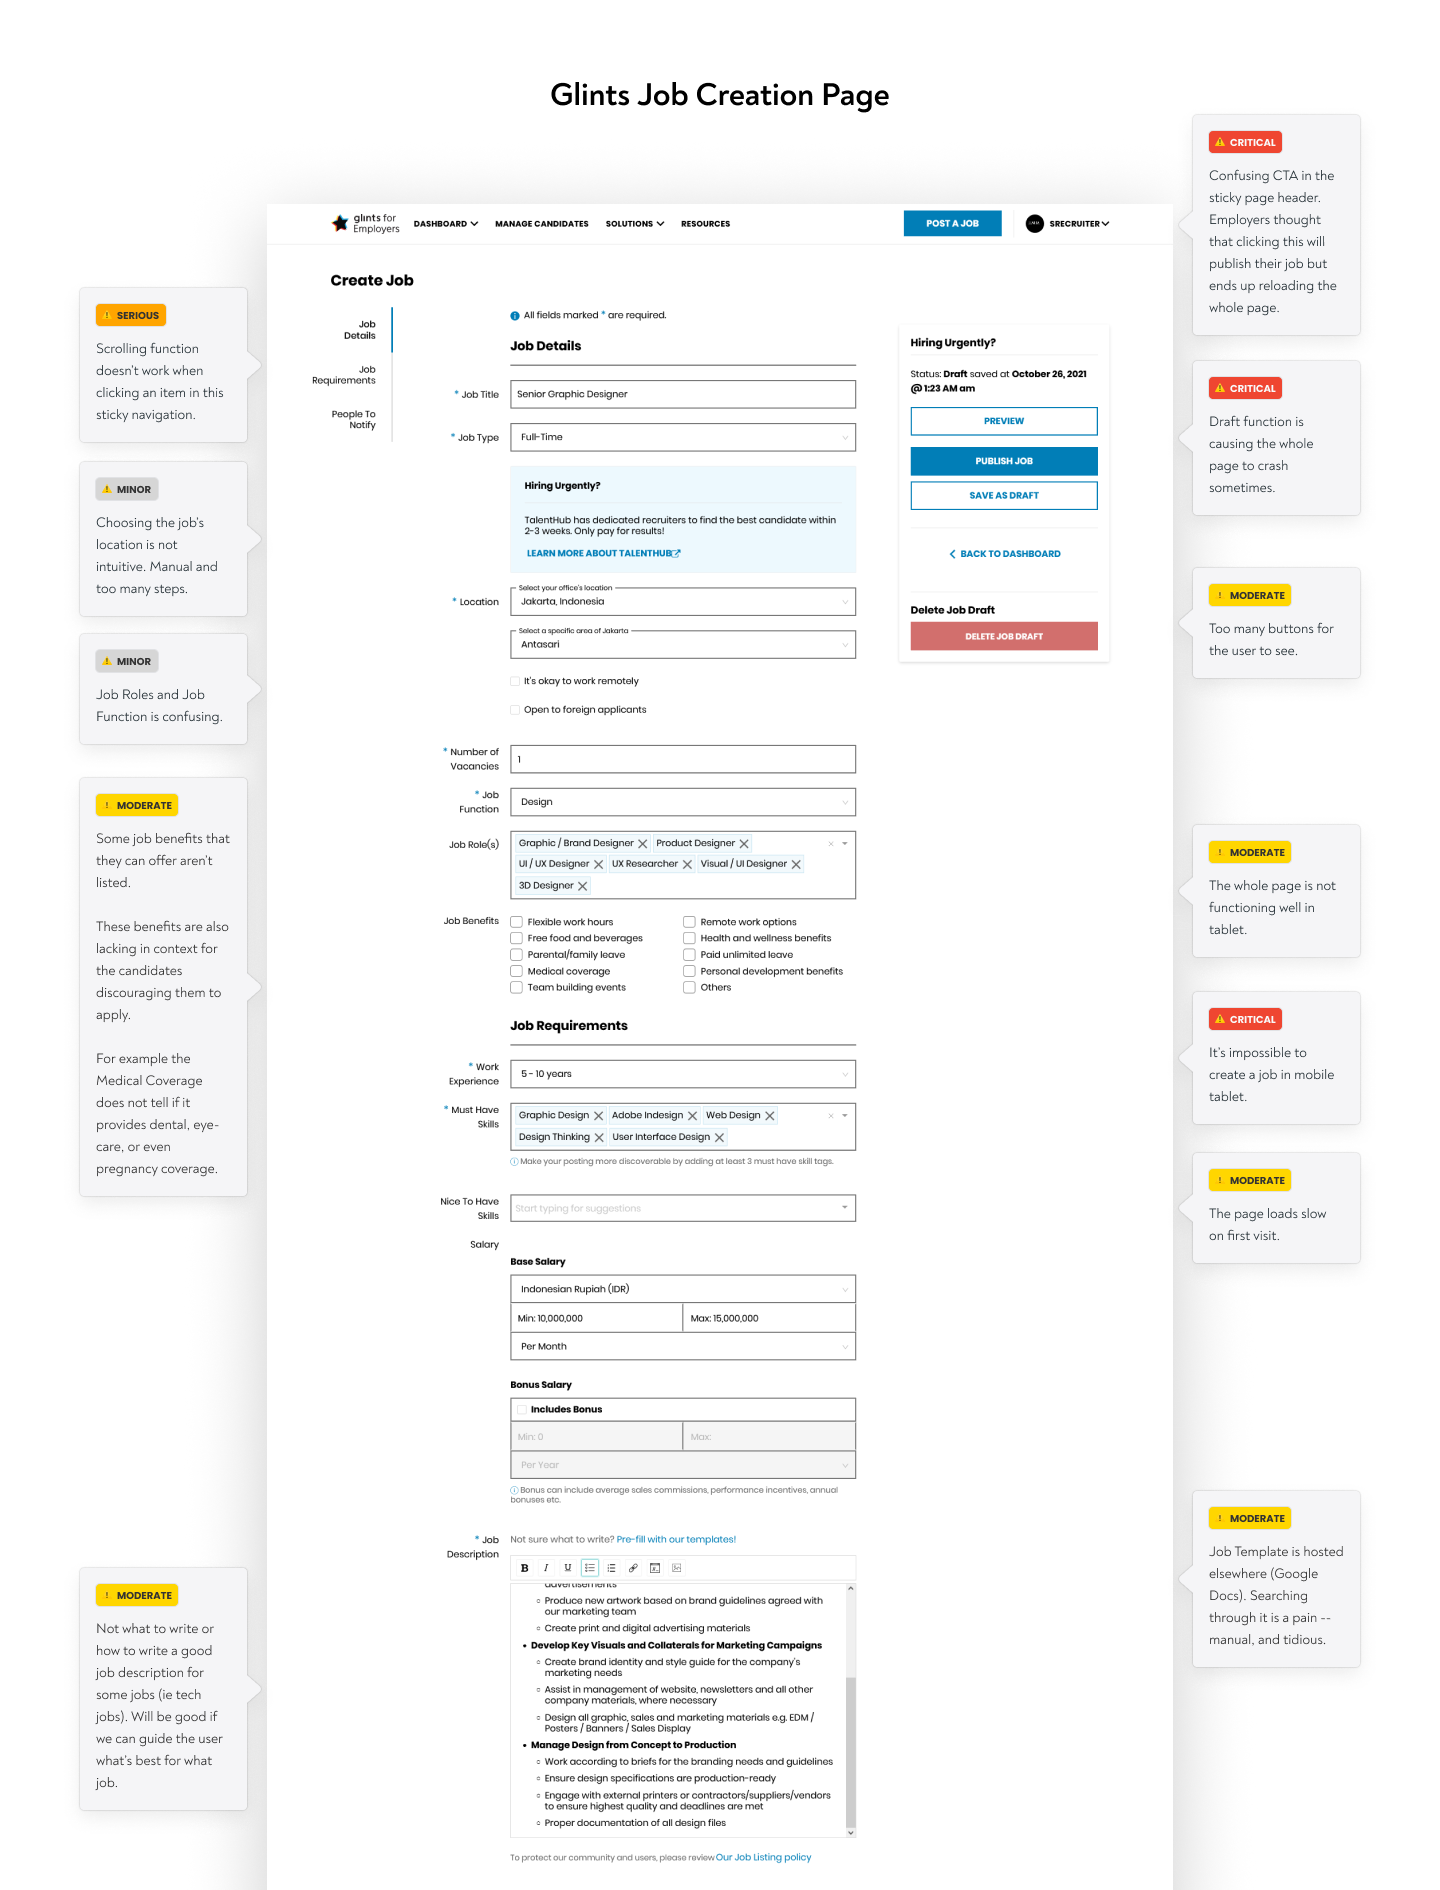 Glints Job Creation Page
CRITICAL
Confusing CTA in the
sticky page header.
Employers thought
that clicking this will
publish their job but
ends up reloading the
whole page.
glints for
Employers
DASHBOARD
MANAGE CANDIDATES
SOLUTIONS
RESOURCES
POST A JOB
SRECRUITER
Create Job
SERIOUS
Scrolling function
doesn't work when
clicking an item in this
sticky navigation.
MINOR
Choosing the job's
location is not
intuitive. Manual and
too many steps.
MINOR
Job Roles and Job
Function is confusing.
MODERATE
Some job benefits that
they can offer aren't
listed.
These benefits are also
lacking in context for
the candidates
discouraging them to
apply.
For example the
Medical Coverage
does not tell if it
provides dental, eye-
care, or even
pregnancy coverage.
MODERATE
Not what to write or
how to write a good
job description for
some jobs (ie tech
jobs). Will be good if
we can guide the user
what's best for what
job.
Job
Details
Job
Requirements
People To
Notify
All fields marked * are required.
Job Details
* Job Title
Senior Graphic Designer
* Job Type
Full-Time
Hiring Urgently?
TalentHub has dedicated recruiters to find the best candidate within
2-3 weeks. Only pay for results!
LEARN MORE ABOUT TALENTHUB
* Location
Select your office's location
Jakarta, Indonesia
Select a specific area of Jakarta
Antasari
It's okay to work remotely
Open to foreign applicants
* Number of
Vacancies
1
* Job
Function
Design
Job Role(s)
Graphic / Brand Designer
Product Designer
UI / UX Designer
UX Researcher
Visual / UI Designer
3D Designer
Job Benefits
Flexible work hours
Remote work options
Free food and beverages
Health and wellness benefits
Parental/family leave
Paid unlimited leave
Medical coverage
Personal development benefits
Team building events
Others
Job Requirements
* Work
Experience
5 - 10 years
* Must Have
Skills
Graphic Design
Adobe Indesign
Web Design
Design Thinking
User Interface Design
Make your posting more discoverable by adding at least 3 must have skill tags.
Nice To Have
Skills
Start typing for suggestions
Salary
Base Salary
Indonesian Rupiah (IDR)
Min: 10,000,000
Max: 15,000,000
Per Month
Bonus Salary
Includes Bonus
Min: 0
Max:
Per Year
Bonus can include average sales commissions, performance incentives, annual
bonuses etc.
* Job
Description
Not sure what to write? Pre-fill with our templates!
B I U
advertisements
Produce new artwork based on brand guidelines agreed with
our marketing team
Create print and digital advertising materials
Develop Key Visuals and Collaterals for Marketing Campaigns
Create brand identity and style guide for the company's
marketing needs
Assist in management of website, newsletters and all other
company materials, where necessary
Design all graphic, sales and marketing materials e.g. EDM /
Posters / Banners / Sales Display
Manage Design from Concept to Production
Work according to briefs for the branding needs and guidelines
Ensure design specifications are production-ready
Engage with external printers or contractors/suppliers/vendors
to ensure highest quality and deadlines are met
Proper documentation of all design files
To protect our community and users, please review Our Job Listing policy
Hiring Urgently?
Status: Draft saved at October 26, 2021
@ 1:23 AM am
PREVIEW
PUBLISH JOB
SAVE AS DRAFT
BACK TO DASHBOARD
Delete Job Draft
DELETE JOB DRAFT
CRITICAL
Draft function is
causing the whole
page to crash
sometimes.
MODERATE
Too many buttons for
the user to see.
MODERATE
The whole page is not
functioning well in
tablet.
CRITICAL
It's impossible to
create a job in mobile
tablet.
MODERATE
The page loads slow
on first visit.
MODERATE
Job Template is hosted
elsewhere (Google
Docs). Searching
through it is a pain --
manual, and tidious.